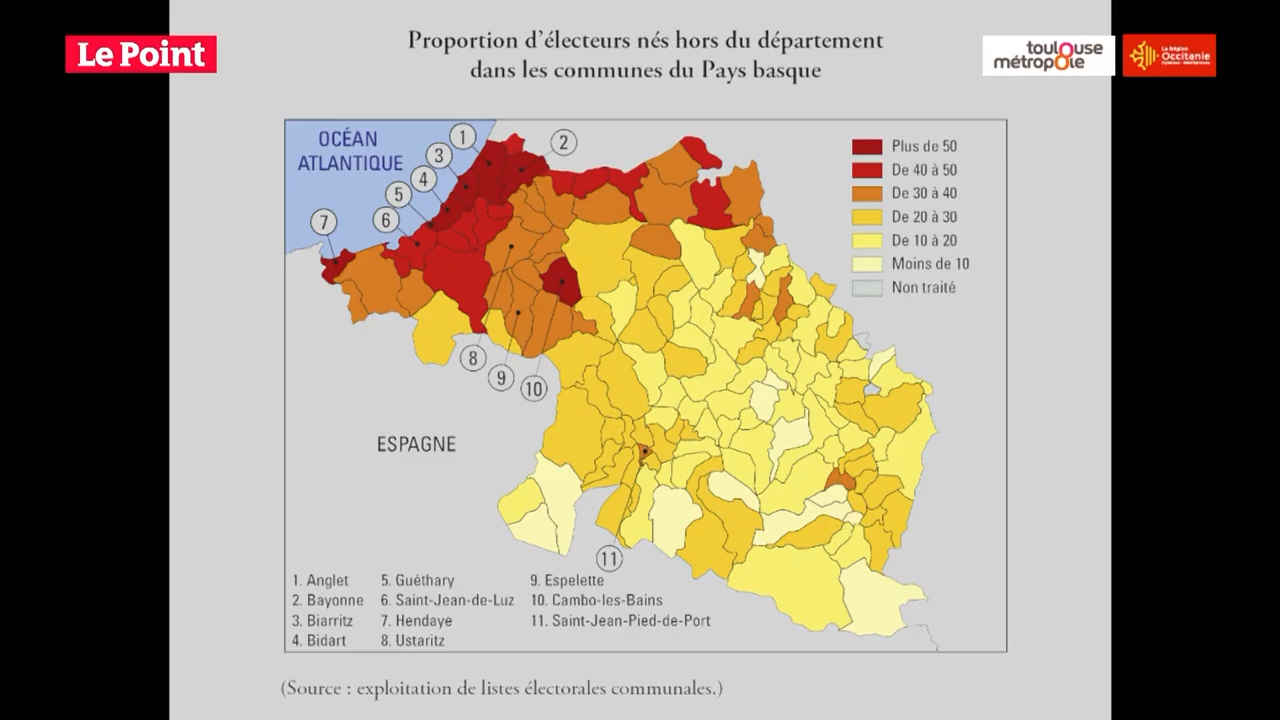 Le Point
Proportion d'électeurs nés hors du département
dans les communes du Pays basque
toulouse
métropole
La Région
Occitanie
OCÉAN
ATLANTIQUE
1
2
3
4
5
6
7
Plus de 50
De 40 à 50
De 30 à 40
De 20 à 30
De 10 à 20
Moins de 10
Non traité
8
9
10
ESPAGNE
11
1. Anglet
2. Bayonne
3. Biarritz
4. Bidart
5. Guéthary
6. Saint-Jean-de-Luz
7. Hendaye
8. Ustaritz
9. Espelette
10. Cambo-les-Bains
11. Saint-Jean-Pied-de-Port
(Source : exploitation de listes électorales communales.)